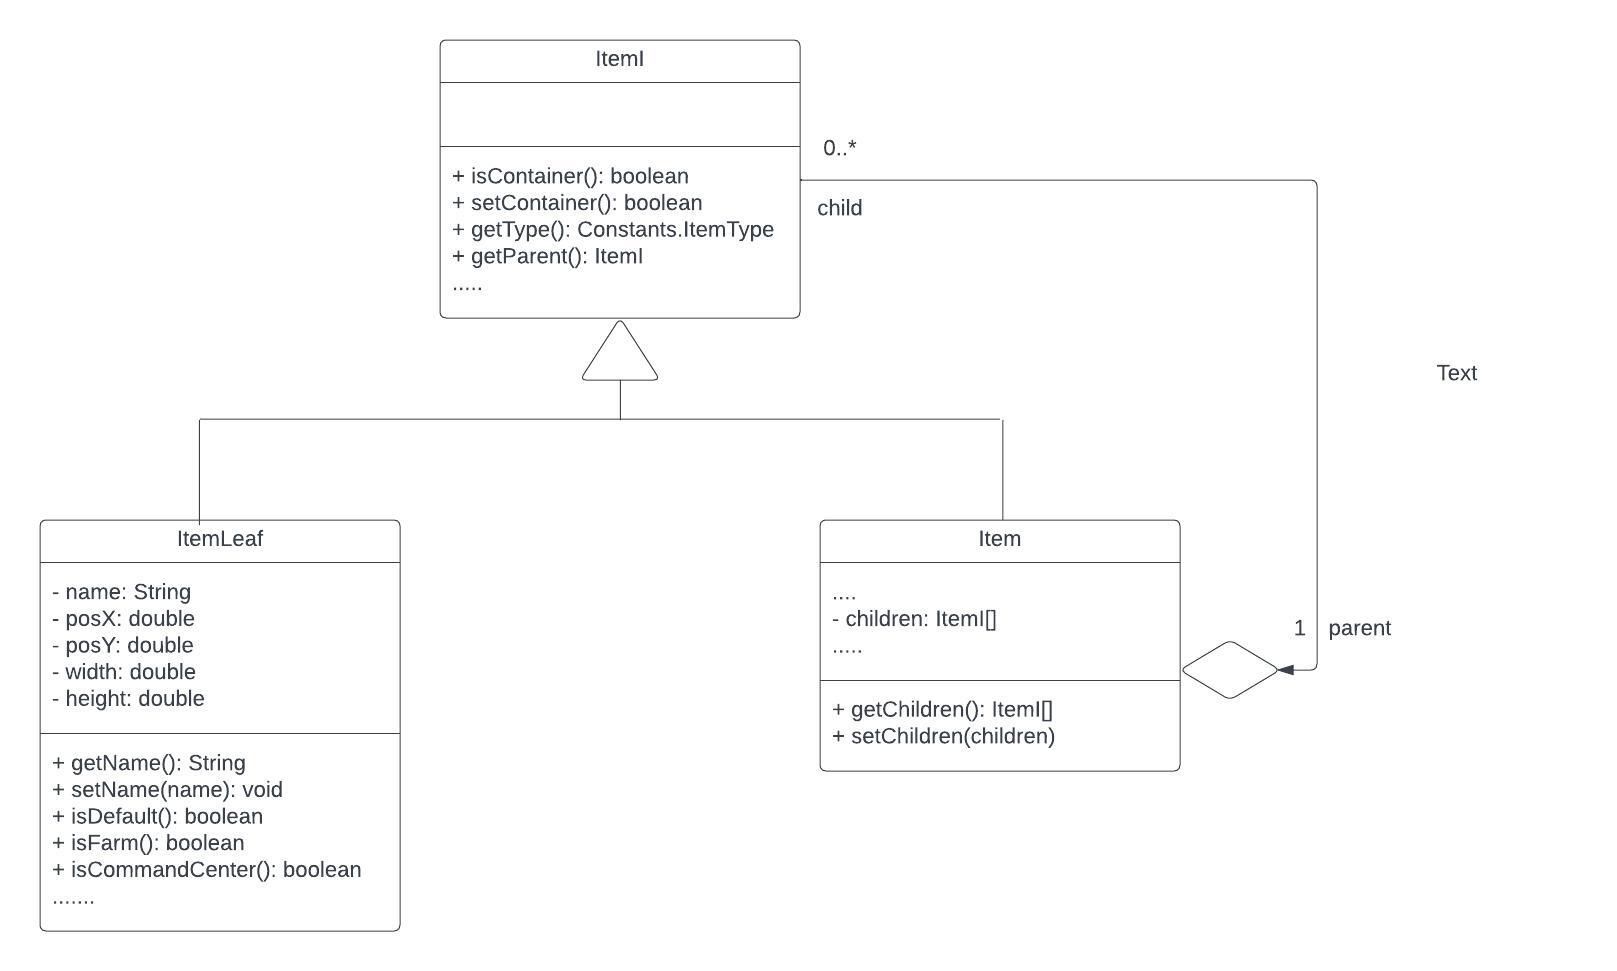 ItemI
+ isContainer(): boolean
+ setContainer(): boolean
+ getType(): Constants.ItemType
+ getParent(): ItemI
.....
0..*
child
Text
ItemLeaf
- name: String
- posX: double
- posY: double
- width: double
- height: double
+ getName(): String
+ setName(name): void
+ isDefault(): boolean
+ isFarm(): boolean
+ isCommandCenter(): boolean
.......
Item
....
- children: ItemI[]
.....
+ getChildren(): ItemI[]
+ setChildren(children)
1
parent